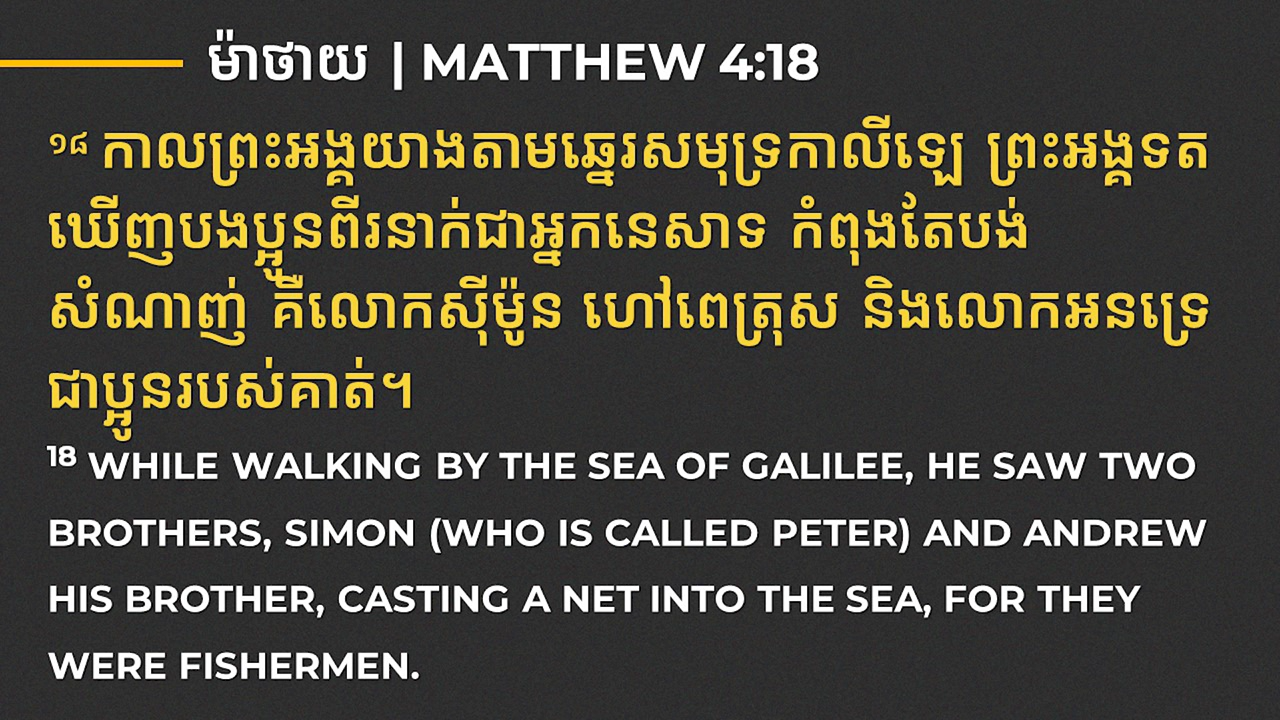 ម៉ាថាយ | MATTHEW 4:18
១៨ កាលព្រះអង្គយាងតាមឆ្នេរសមុទ្រកាលីឡេ ព្រះអង្គទត
ឃើញបងប្អូនពីរនាក់ជាអ្នកនេសាទ កំពុងតែបង់
សំណាញ់ គឺលោកស៊ីម៉ូន ហៅពេត្រុស និងលោកអនទ្រេ
ជាប្អូនរបស់គាត់។
18 WHILE WALKING BY THE SEA OF GALILEE, HE SAW TWO
BROTHERS, SIMON (WHO IS CALLED PETER) AND ANDREW
HIS BROTHER, CASTING A NET INTO THE SEA, FOR THEY
WERE FISHERMEN.